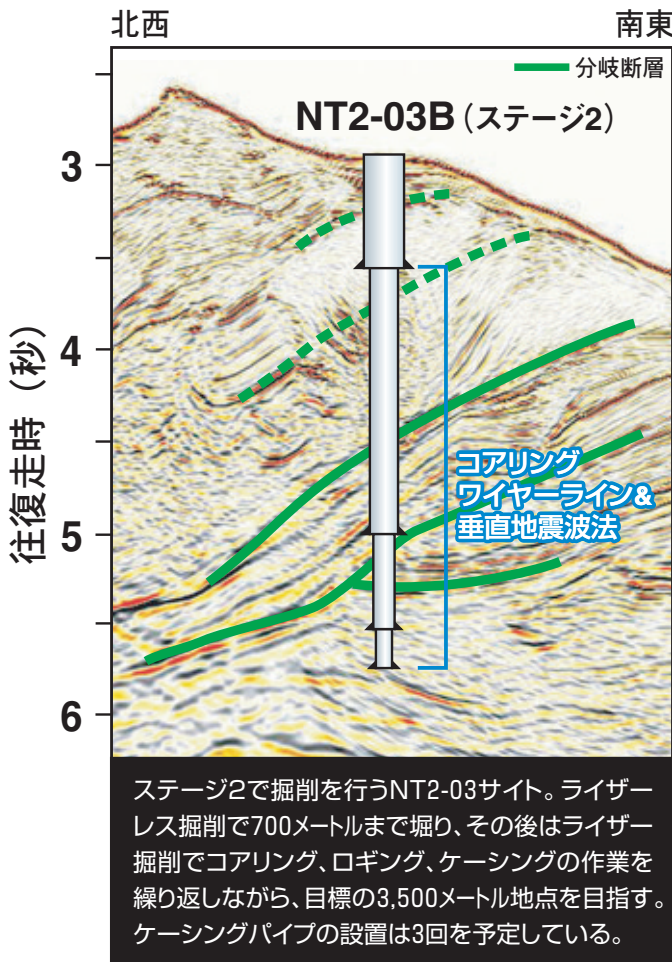 北西
南東
分岐断層
NT2-03B(ステージ2)
3
4
5
6
往復走時(秒)
コアリング
ワイヤーライン&
垂直地震波法
ステージ2で掘削を行うNT2-03サイト。ライザー
レス掘削で700メートルまで掘り、その後はライザー
掘削でコアリング、ロギング、ケーシングの作業を
繰り返しながら、目標の3,500メートル地点を目指す。
ケーシングパイプの設置は3回を予定している。